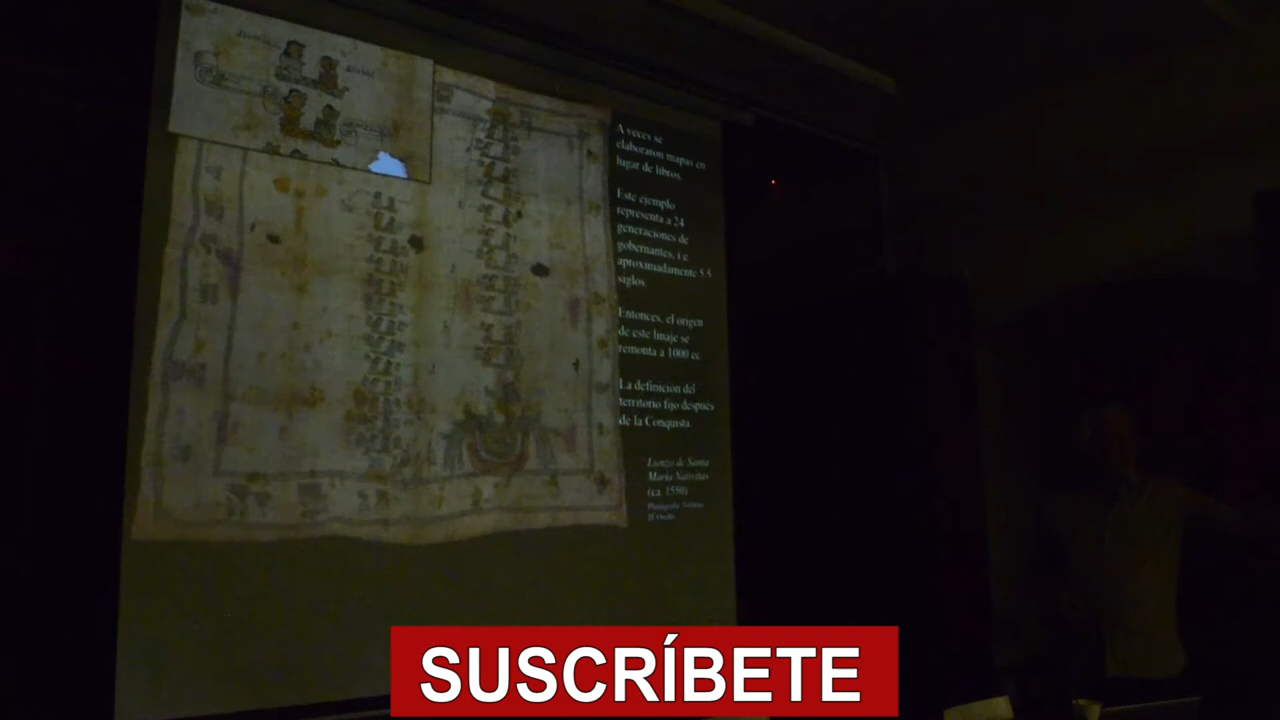 A veces se
elaboraron mapas en
lugar de libros.
Este ejemplo
representa a 24
generaciones de
gobernantes, i.e.
aproximadamente 5.5
siglos.
Entonces, el origen
de este linaje se
remonta a 1000 ec
La definición del
territorio fijo después
de la Conquista.
Lienzo de Santa
María Nativitas
(ca. 1550)
SUSCRÍBETE